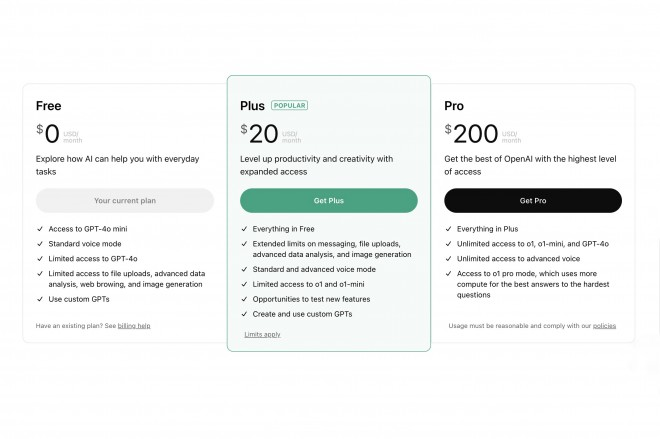 Free
$0 USD/
month
Explore how AI can help you with everyday
tasks
Your current plan
Access to GPT-4o mini
Standard voice mode
Limited access to GPT-4o
Limited access to file uploads, advanced data
analysis, web browing, and image generation
Use custom GPTs
Have an existing plan? See billing help
Plus POPULAR
$20 USD/
month
Level up productivity and creativity with
expanded access
Get Plus
Everything in Free
Extended limits on messaging, file uploads,
advanced data analysis, and image generation
Standard and advanced voice mode
Limited access to o1 and o1-mini
Opportunities to test new features
Create and use custom GPTs
Limits apply
Pro
$200 USD/
month
Get the best of OpenAI with the highest level
of access
Get Pro
Everything in Plus
Unlimited access to o1, o1-mini, and GPT-4o
Unlimited access to advanced voice
Access to o1 pro mode, which uses more
compute for the best answers to the hardest
questions
Usage must be reasonable and comply with our policies